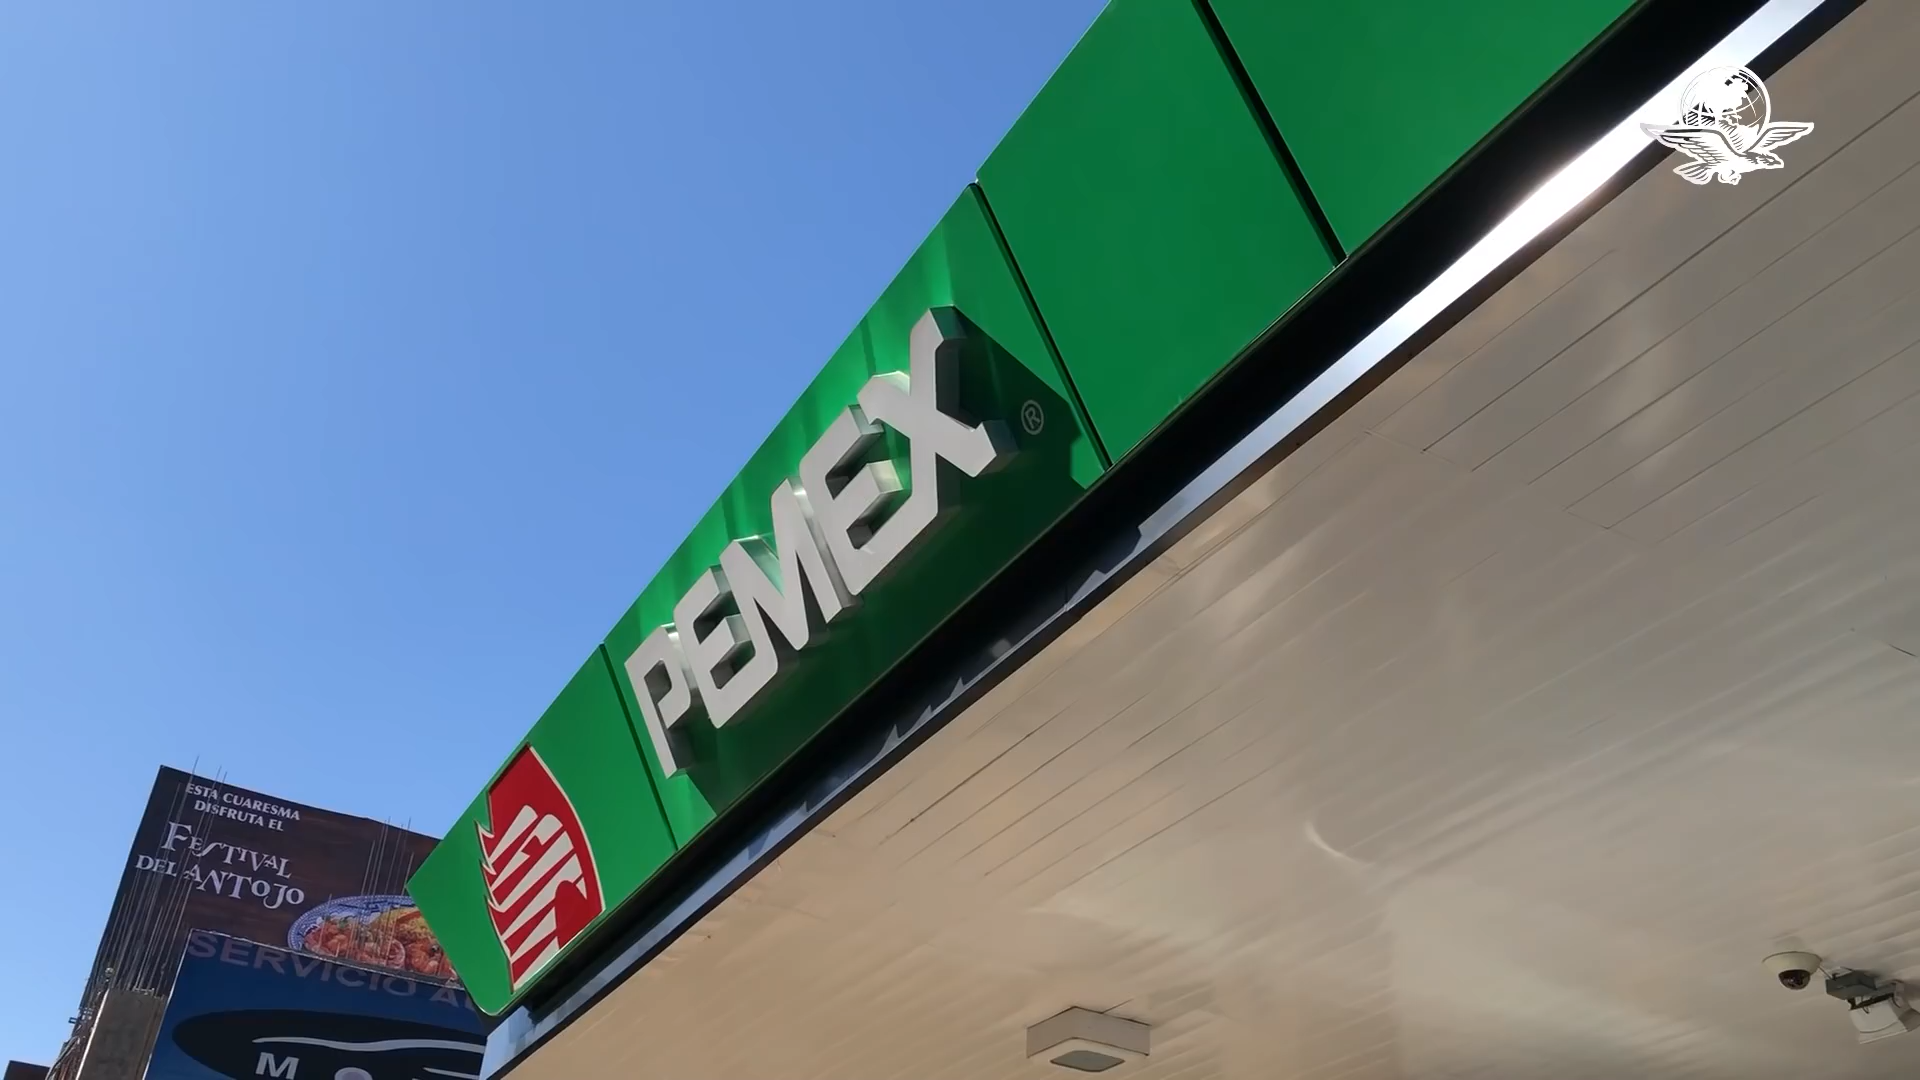 PEMEX®
ESTA CUARESMA
DISFRUTA EL
FESTIVAL
DEL ANTOJO
SERVICIO
M